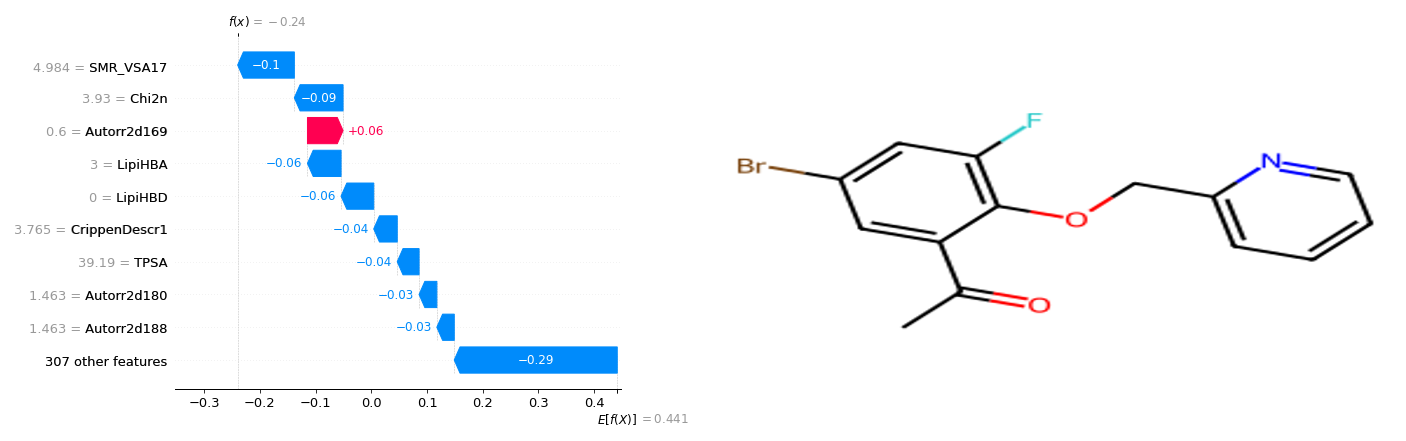 f(x) = −0.24
4.984 = SMR_VSA17
−0.1
3.93 = Chi2n
−0.09
0.6 = Autorr2d169
+0.06
3 = LipiHBA
−0.06
0 = LipiHBD
−0.06
3.765 = CrippenDescr1
−0.04
39.19 = TPSA
−0.04
1.463 = Autorr2d180
−0.03
1.463 = Autorr2d188
−0.03
307 other features
−0.29
−0.3 −0.2 −0.1 0.0 0.1 0.2 0.3 0.4
E[f(X)] = 0.441
F
Br
N
O
O